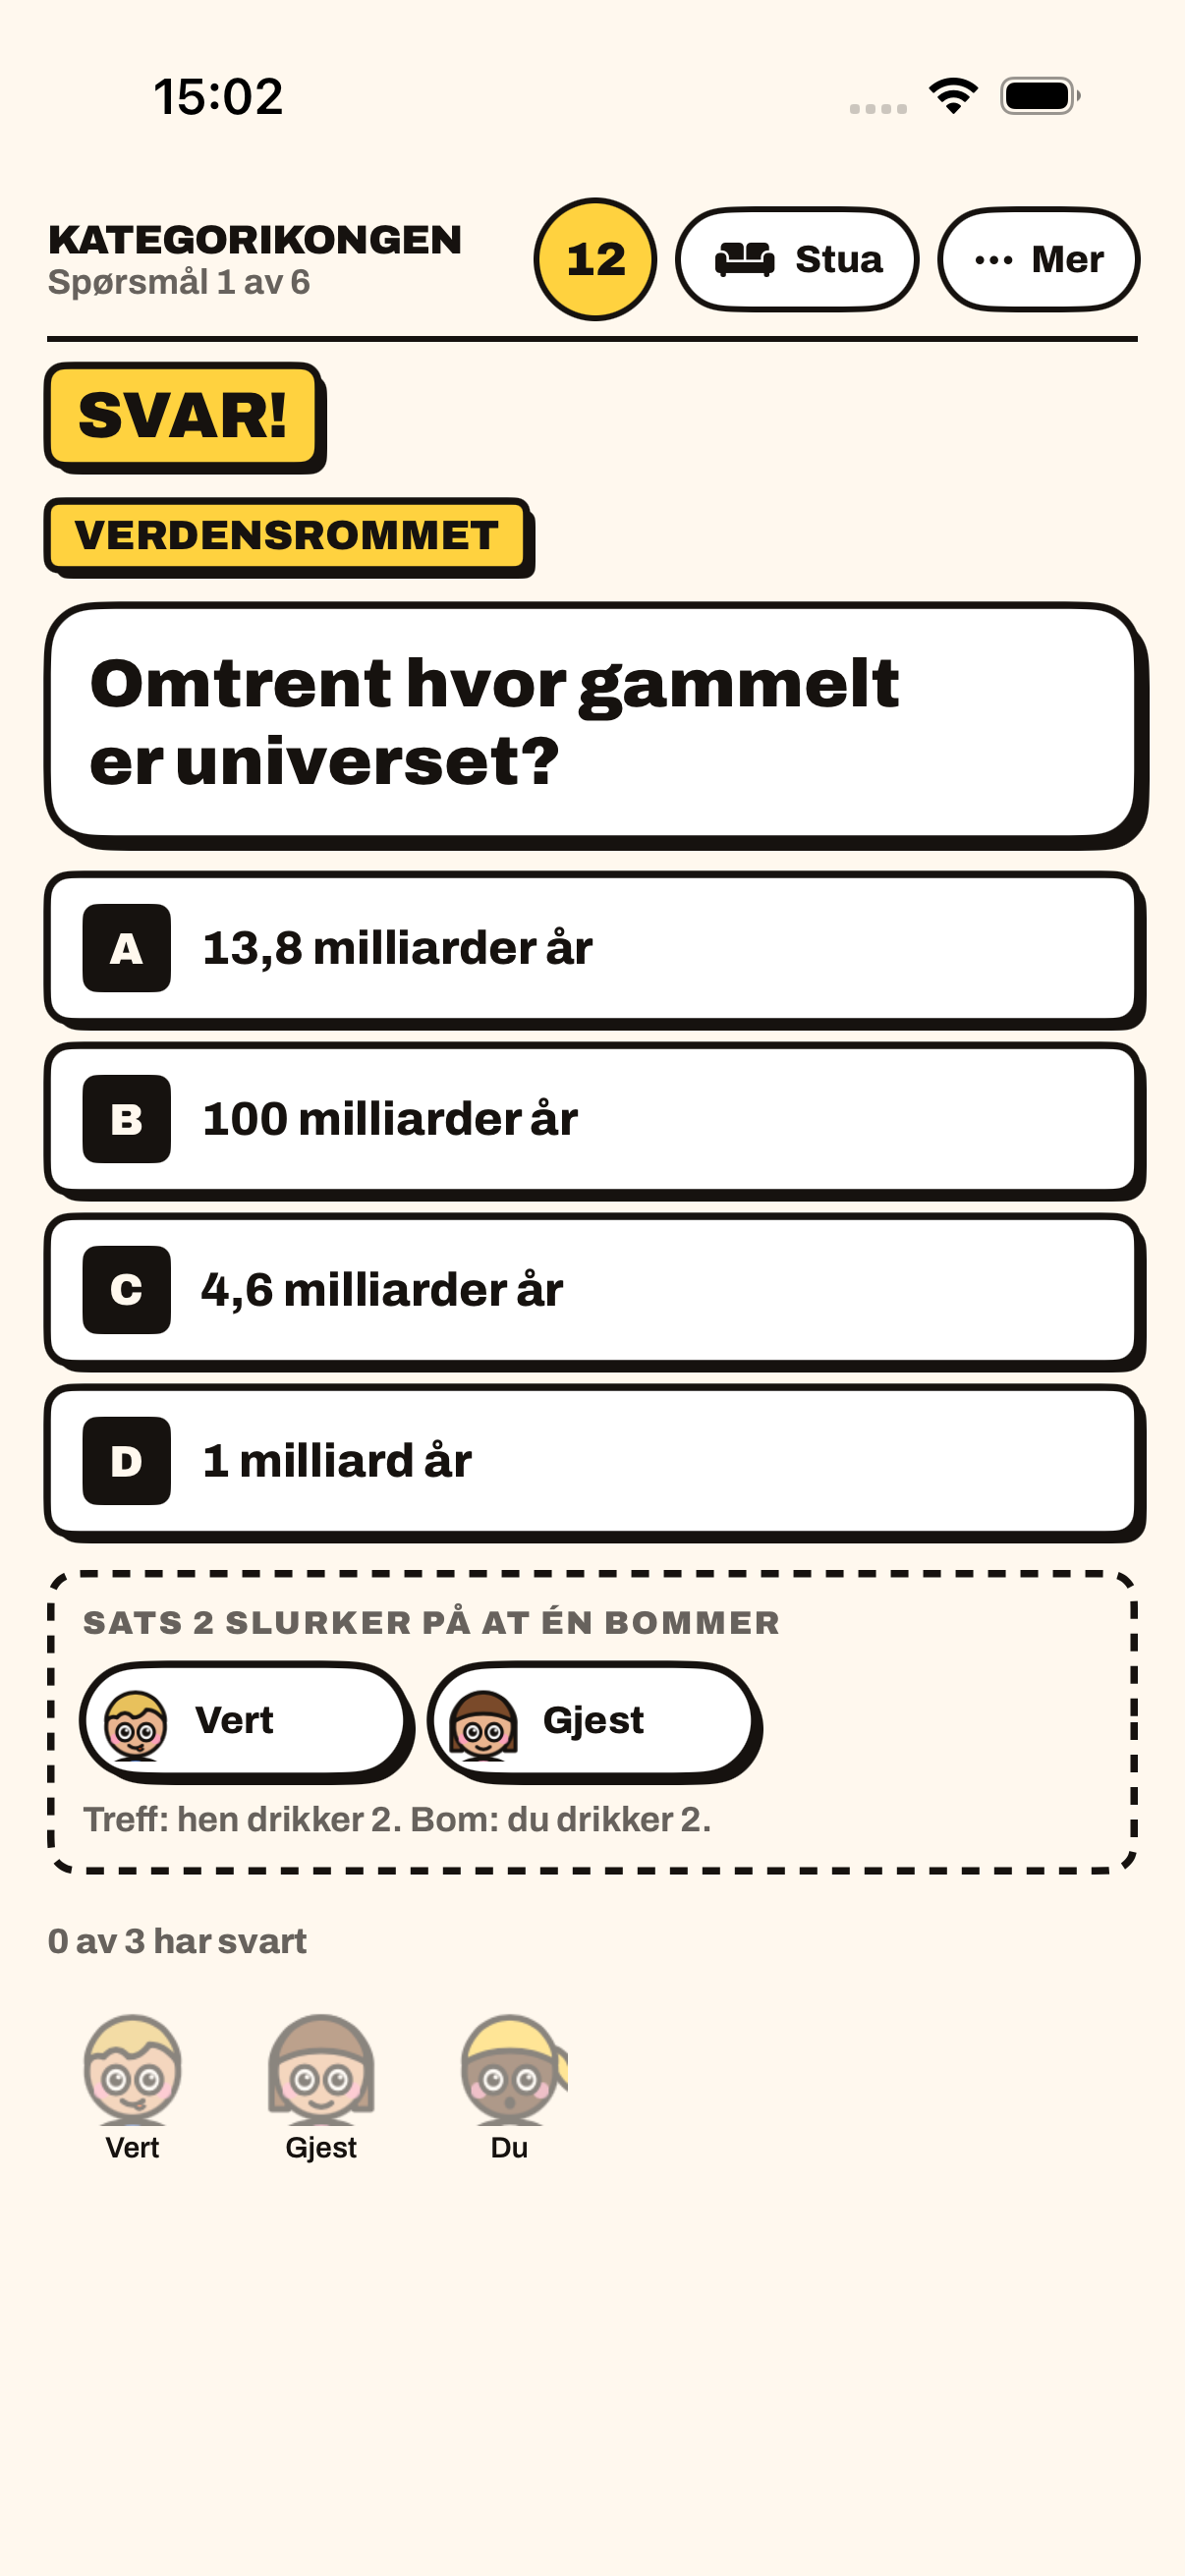 15:02
KATEGORIKONGEN
Spørsmål 1 av 6
12
Stua
Mer
SVAR!
VERDENSROMMET
Omtrent hvor gammelt
er universet?
A 13,8 milliarder år
B 100 milliarder år
C 4,6 milliarder år
D 1 milliard år
SATS 2 SLURKER PÅ AT ÉN BOMMER
Vert Gjest
Treff: hen drikker 2. Bom: du drikker 2.
0 av 3 har svart
Vert Gjest Du